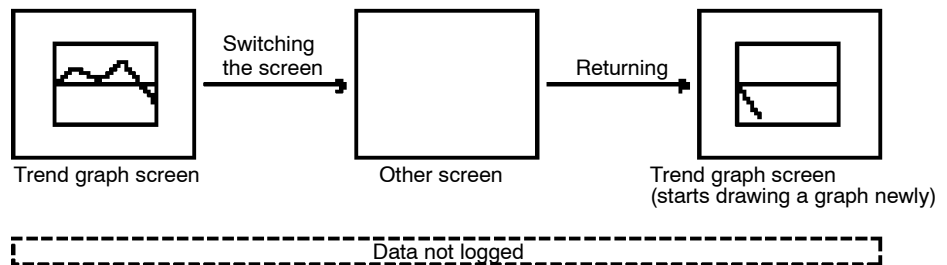 Switching
the screen
Returning
Trend graph screen
Other screen
Trend graph screen
(starts drawing a graph newly)
Data not logged